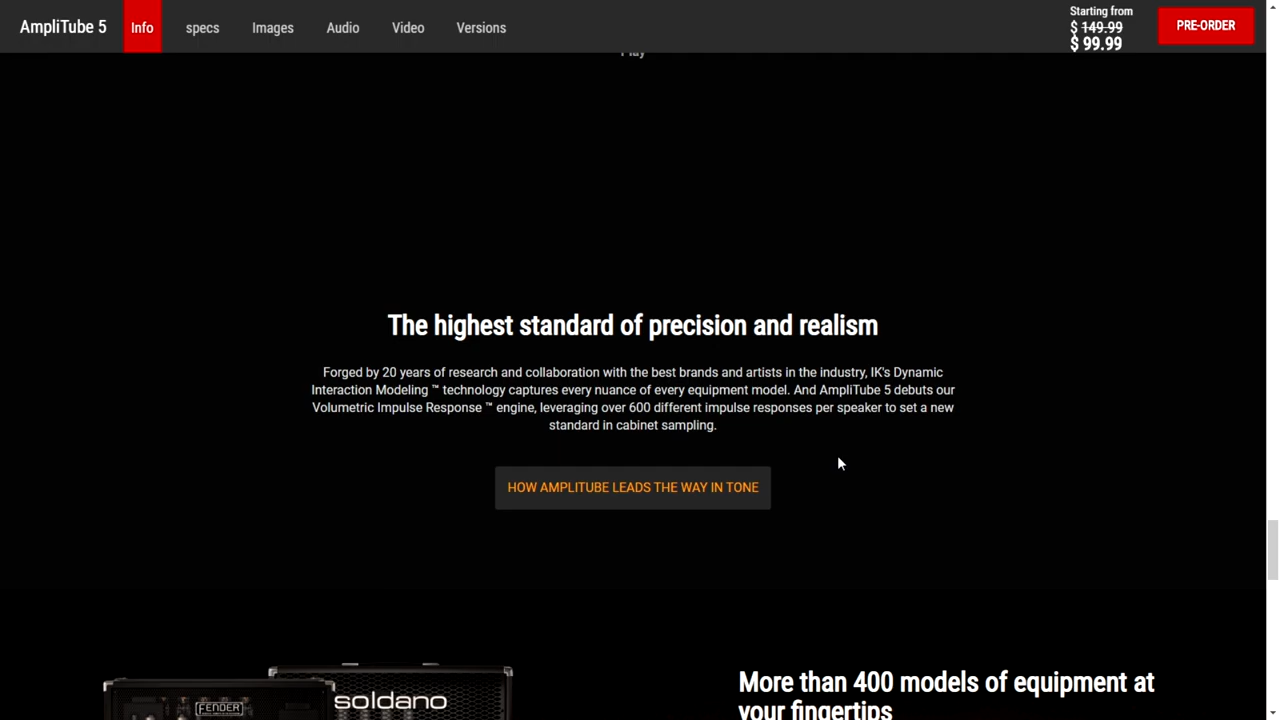 AmpliTube 5
Info
specs
Images
Audio
Video
Versions
Starting from
$ 149.99
$ 99.99
PRE-ORDER
Play
The highest standard of precision and realism
Forged by 20 years of research and collaboration with the best brands and artists in the industry, IK's Dynamic
Interaction Modeling ™ technology captures every nuance of every equipment model. And AmpliTube 5 debuts our
Volumetric Impulse Response ™ engine, leveraging over 600 different impulse responses per speaker to set a new
standard in cabinet sampling.
HOW AMPLITUBE LEADS THE WAY IN TONE
FENDER
soldano
More than 400 models of equipment at
your fingertips